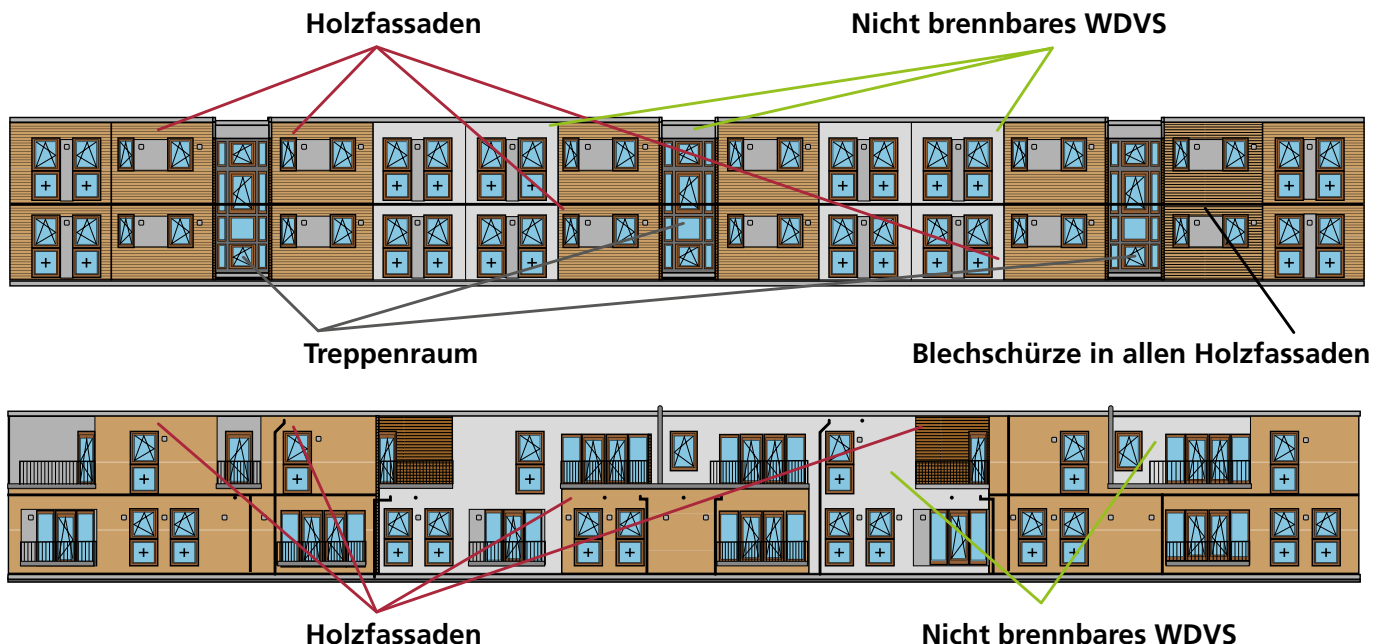 Holzfassaden
Nicht brennbares WDVS
Treppenraum
Blechschürze in allen Holzfassaden
Holzfassaden
Nicht brennbares WDVS